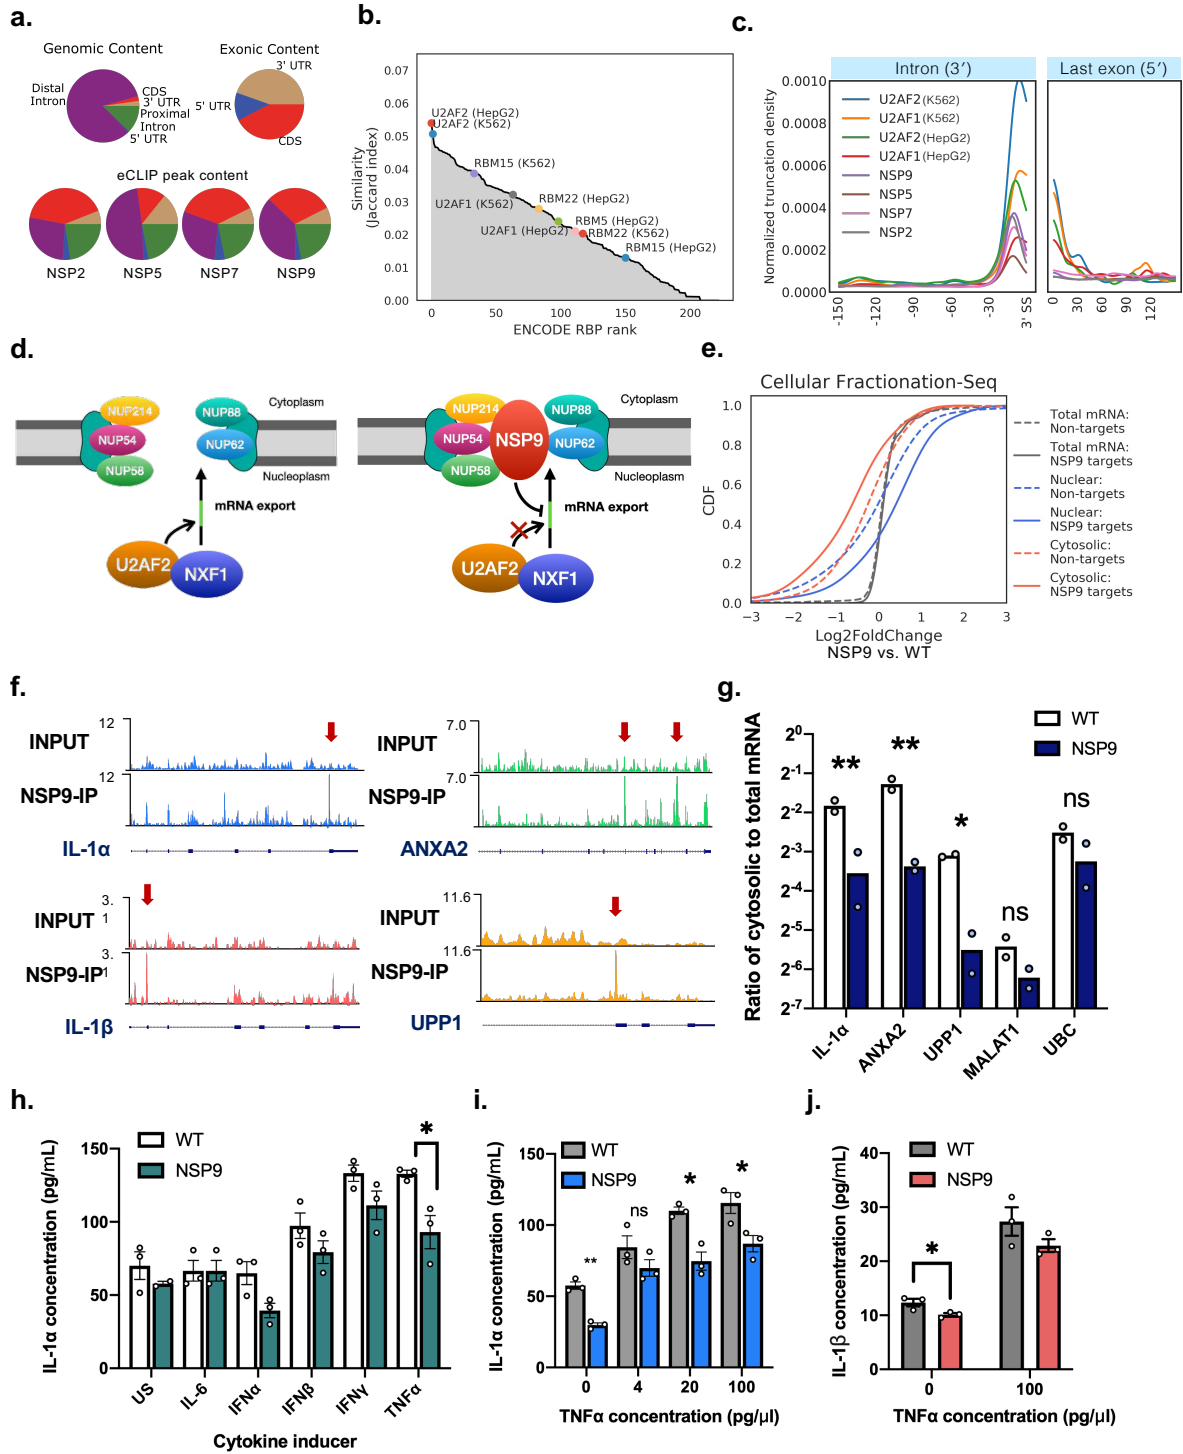 a.
Genomic Content
Exonic Content
Distal
Intron
CDS
3' UTR
Proximal
Intron
5' UTR
3' UTR
5' UTR
CDS
eCLIP peak content
NSP2
NSP5
NSP7
NSP9
b.
Similarity
(Jaccard index)
0.07
0.06
0.05
0.04
0.03
0.02
0.01
0.00
U2AF2 (HepG2)
U2AF2 (K562)
RBM15 (K562)
U2AF1 (K562)
RBM22 (HepG2)
RBM5 (HepG2)
U2AF1 (HepG2)
RBM22 (K562)
RBM15 (HepG2)
0
50
100
150
200
ENCODE RBP rank
c.
Intron (3′)
Last exon (5′)
Normalized truncation density
0.0010
0.0008
0.0006
0.0004
0.0002
0.0000
U2AF2 (K562)
U2AF1 (K562)
U2AF2 (HepG2)
U2AF1 (HepG2)
NSP9
NSP5
NSP7
NSP2
-150
-120
-90
-60
-30
3' SS
0
30
60
90
120
d.
NUP214
NUP54
NUP58
NUP88
NUP62
Cytoplasm
Nucleoplasm
mRNA export
U2AF2
NXF1
NUP214
NUP54
NUP58
NSP9
NUP88
NUP62
Cytoplasm
Nucleoplasm
mRNA export
U2AF2
NXF1
e.
Cellular Fractionation-Seq
CDF
1.0
0.8
0.6
0.4
0.2
0.0
−3
−2
−1
0
1
2
3
Log2FoldChange
NSP9 vs. WT
Total mRNA:
Non-targets
Total mRNA:
NSP9 targets
Nuclear:
Non-targets
Nuclear:
NSP9 targets
Cytosolic:
Non-targets
Cytosolic:
NSP9 targets
f.
12
INPUT
12
NSP9-IP
IL-1α
7.0
INPUT
7.0
NSP9-IP
ANXA2
3.
1
INPUT
3.
1
NSP9-IP
IL-1β
11.6
INPUT
11.6
NSP9-IP
UPP1
g.
Ratio of cytosolic to total mRNA
WT
NSP9
2^0
2^-1
2^-2
2^-3
2^-4
2^-5
2^-6
2^-7
**
**
*
ns
ns
IL-1α
ANXA2
UPP1
MALAT1
UBC
h.
IL-1α concentration (pg/mL)
WT
NSP9
150
100
50
0
*
US
IL-6
IFNα
IFNβ
IFNγ
TNFα
Cytokine inducer
i.
IL-1α concentration (pg/mL)
WT
NSP9
150
100
50
0
**
ns
*
*
0
4
20
100
TNFα concentration (pg/μl)
j.
IL-1β concentration (pg/mL)
WT
NSP9
40
30
20
10
0
*
0
100
TNFα concentration (pg/μl)